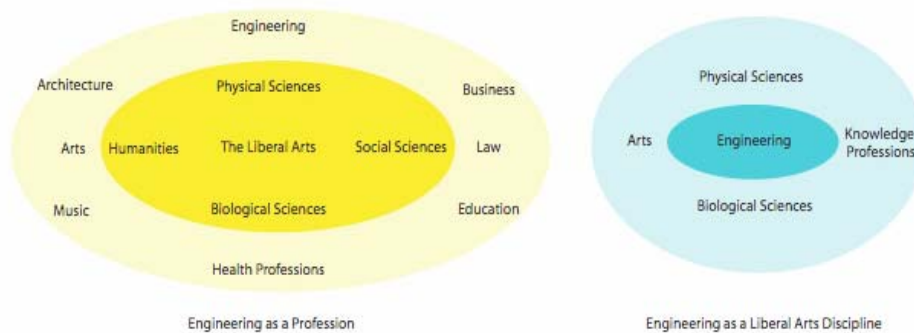 Engineering
Architecture
Physical Sciences
Business
Arts
Humanities
The Liberal Arts
Social Sciences
Law
Music
Biological Sciences
Education
Health Professions
Engineering as a Profession
Physical Sciences
Arts
Engineering
Knowledge
Professions
Biological Sciences
Engineering as a Liberal Arts Discipline